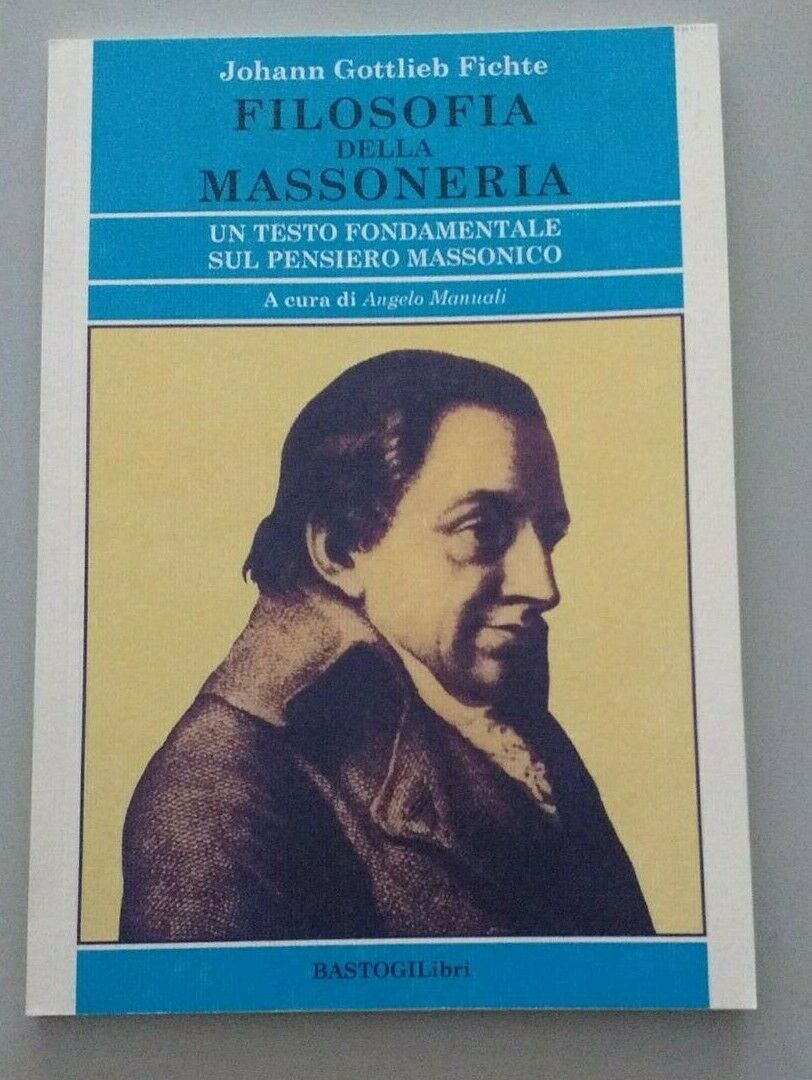 Johann Gottlieb Fichte
FILOSOFIA
DELLA
MASSONERIA
UN TESTO FONDAMENTALE
SUL PENSIERO MASSONICO
A cura di Angelo Manuali
BASTOGILibri